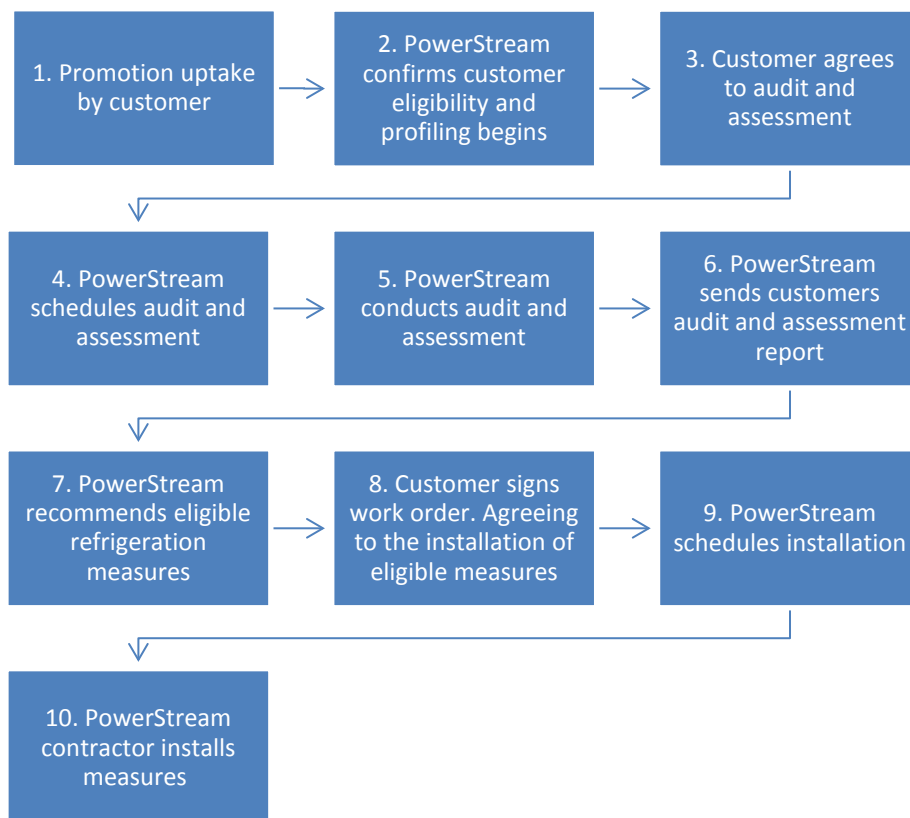 1. Promotion uptake
by customer
2. PowerStream
confirms customer
eligibility and
profiling begins
3. Customer agrees
to audit and
assessment
4. PowerStream
schedules audit and
assessment
5. PowerStream
conducts audit and
assessment
6. PowerStream
sends customers
audit and assessment
report
7. PowerStream
recommends eligible
refrigeration
measures
8. Customer signs
work order. Agreeing
to the installation of
eligible measures
9. PowerStream
schedules installation
10. PowerStream
contractor installs
measures